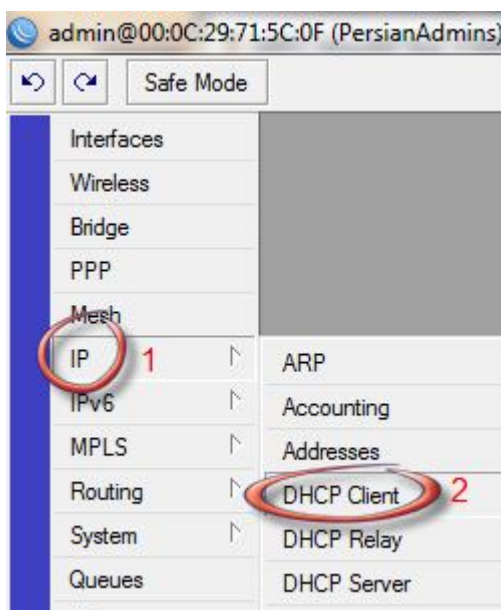 admin@00:0C:29:71:5C:0F (PersianAdmins)
Safe Mode
Interfaces
Wireless
Bridge
PPP
Mesh
IP 1
IPv6
MPLS
Routing
System
Queues
ARP
Accounting
Addresses
DHCP Client 2
DHCP Relay
DHCP Server